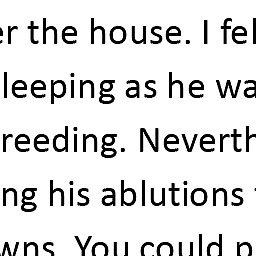 er the house. I fel
leeping as he wa
reeding. Neverth
ng his ablutions
wns. You could p